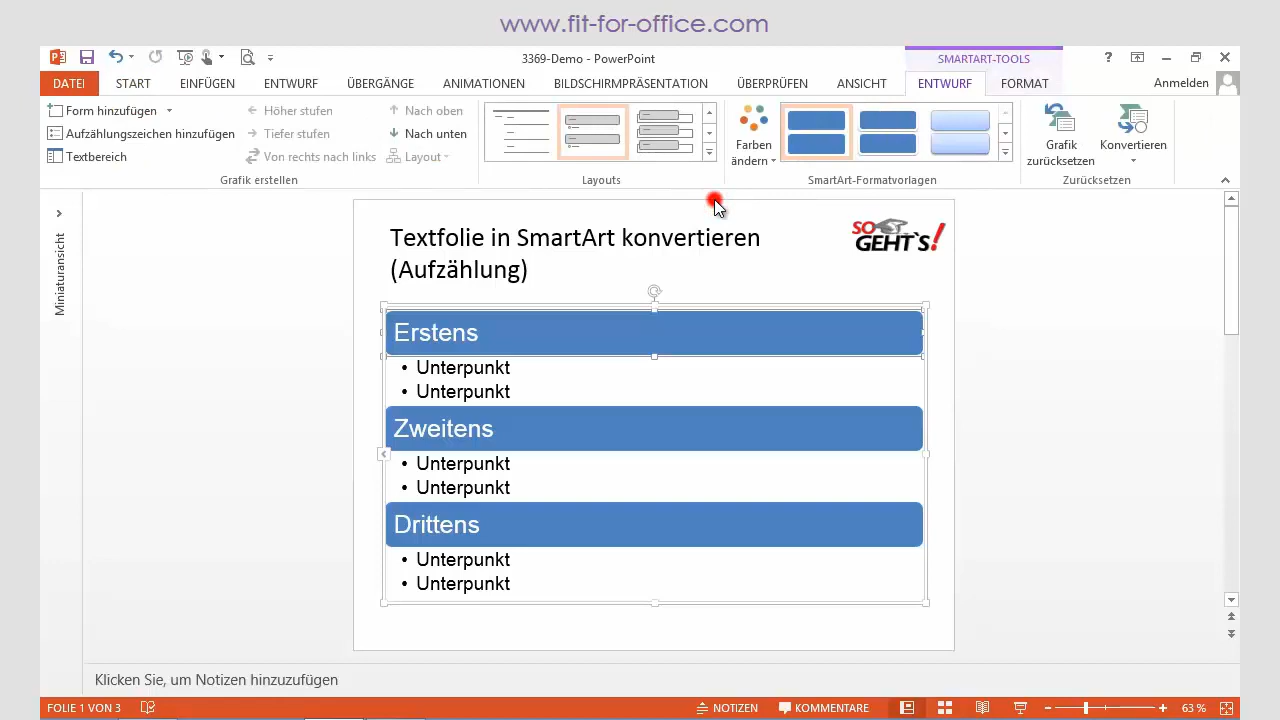 www.fit-for-office.com
3369-Demo - PowerPoint
SMARTART-TOOLS
?
DATEI START EINFÜGEN ENTWURF ÜBERGÄNGE ANIMATIONEN BILDSCHIRMPRÄSENTATION ÜBERPRÜFEN ANSICHT ENTWURF FORMAT Anmelden
Form hinzufügen Höher stufen Nach oben
Aufzählungszeichen hinzufügen Tiefer stufen Nach unten
Textbereich Von rechts nach links Layout
Farben ändern
Grafik zurücksetzen
Konvertieren
Grafik erstellen Layouts SmartArt-Formatvorlagen Zurücksetzen
Miniaturansicht
Textfolie in SmartArt konvertieren
(Aufzählung)
SO
GEHT`S!
Erstens
• Unterpunkt
• Unterpunkt
Zweitens
• Unterpunkt
• Unterpunkt
Drittens
• Unterpunkt
• Unterpunkt
Klicken Sie, um Notizen hinzuzufügen
FOLIE 1 VON 3 NOTIZEN KOMMENTARE 63 %